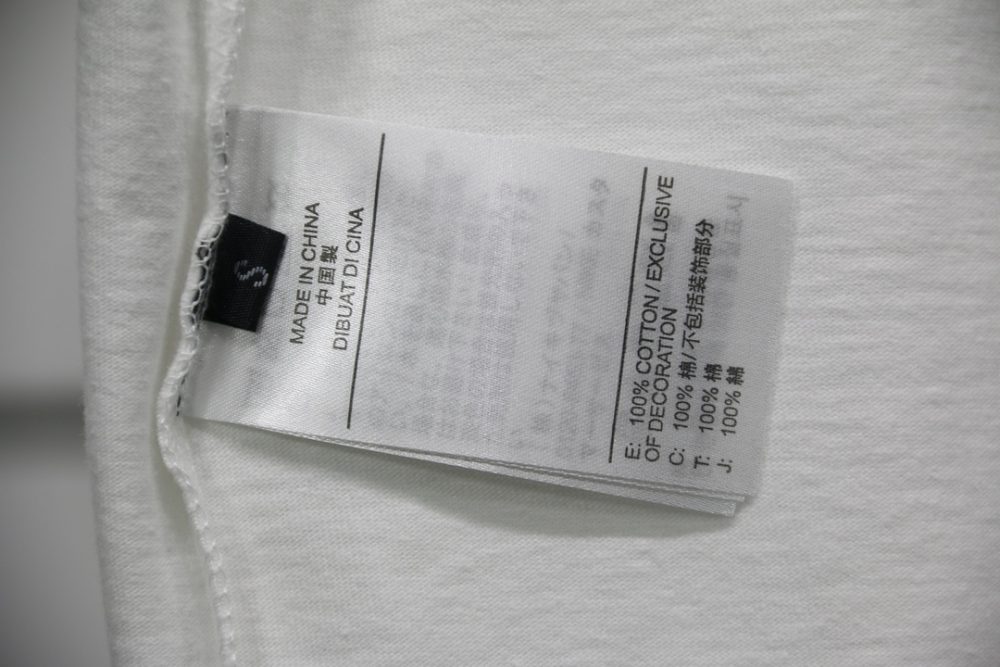 S
MADE IN CHINA
中国製
DIBUAT DI CINA
E: 100% COTTON / EXCLUSIVE
OF DECORATION
C: 100% 棉/不包括装饰部分
T: 100% 棉
J: 100% 綿